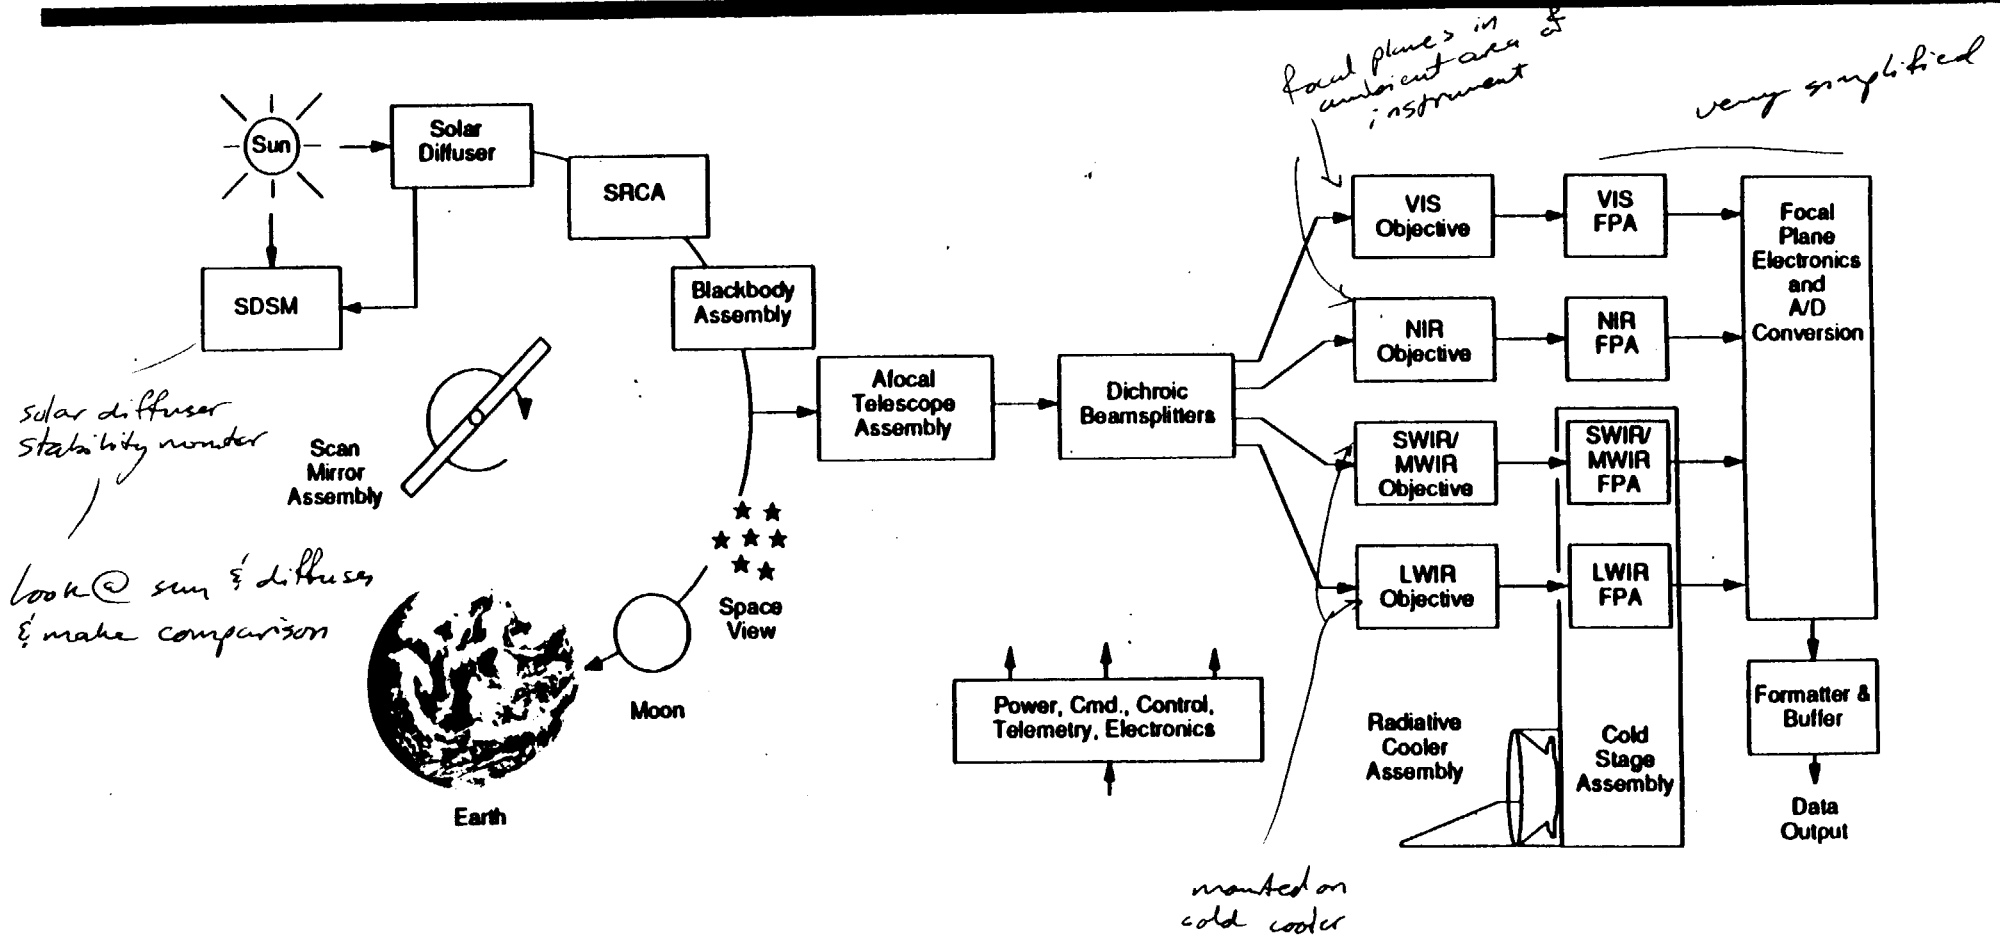 focal planes in
ambient area of
instrument
very simplified
Sun
Solar
Diffuser
SRCA
SDSM
Blackbody
Assembly
solar diffuser
stability monitor
Look @ sun & diffuses
& make comparison
Scan
Mirror
Assembly
Afocal
Telescope
Assembly
Dichroic
Beamsplitters
VIS
Objective
VIS
FPA
NIR
Objective
NIR
FPA
SWIR/
MWIR
Objective
SWIR/
MWIR
FPA
LWIR
Objective
LWIR
FPA
Focal
Plane
Electronics
and
A/D
Conversion
Space
View
Moon
Earth
Power, Cmd., Control,
Telemetry, Electronics
Radiative
Cooler
Assembly
Cold
Stage
Assembly
Formatter &
Buffer
Data
Output
mounted on
cold cooler